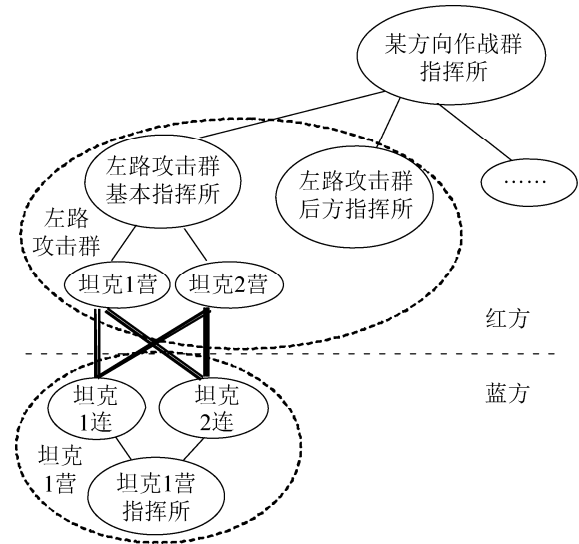 某方向作战群
指挥所
左路攻击群
基本指挥所
左路攻击群
后方指挥所
……
左路
攻击群
坦克1营
坦克2营
红方
蓝方
坦克
1连
坦克
2连
坦克
1营
坦克1营
指挥所